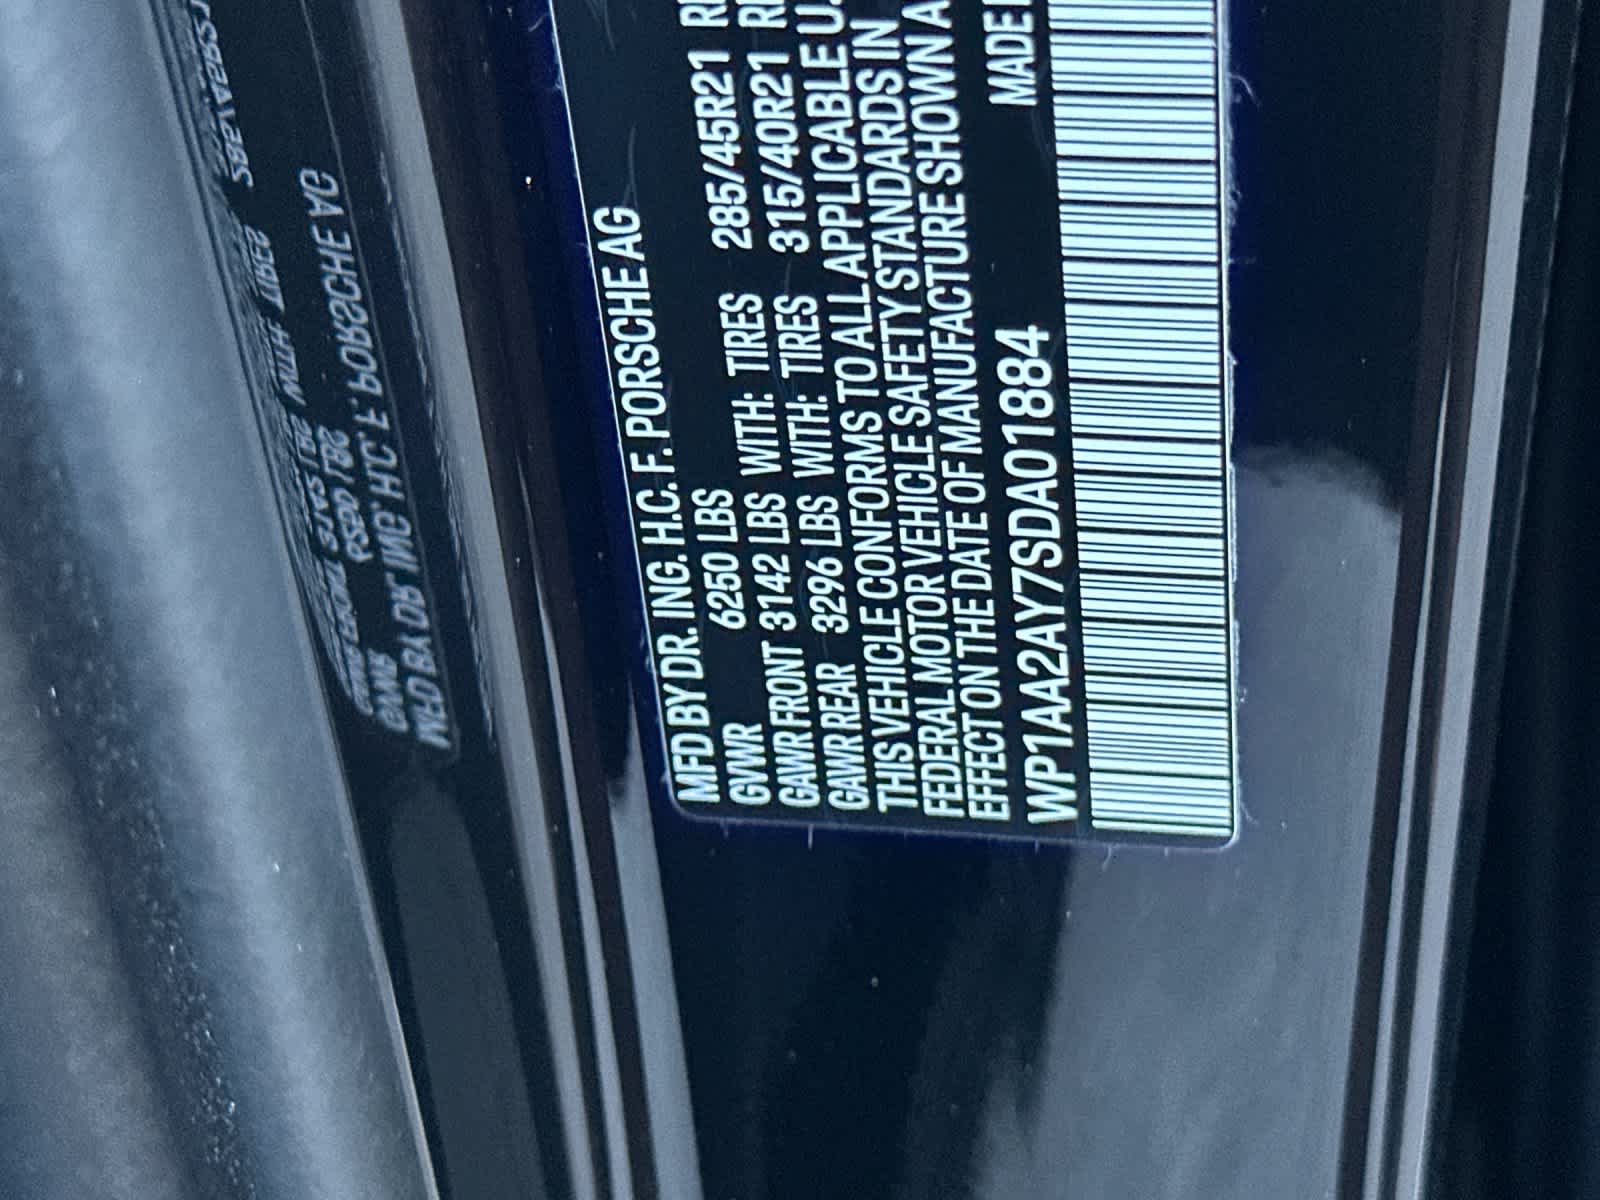 MFD BY DR. ING. H.C. F. PORSCHE AG
GVWR 6250 LBS
GAWR FRONT 3142 LBS WITH: TIRES 285/45R21
GAWR REAR 3296 LBS WITH: TIRES 315/40R21
THIS VEHICLE CONFORMS TO ALL APPLICABLE U.
FEDERAL MOTOR VEHICLE SAFETY STANDARDS IN
EFFECT ON THE DATE OF MANUFACTURE SHOWN A
MADE
WP1AA2AY7SDA01884